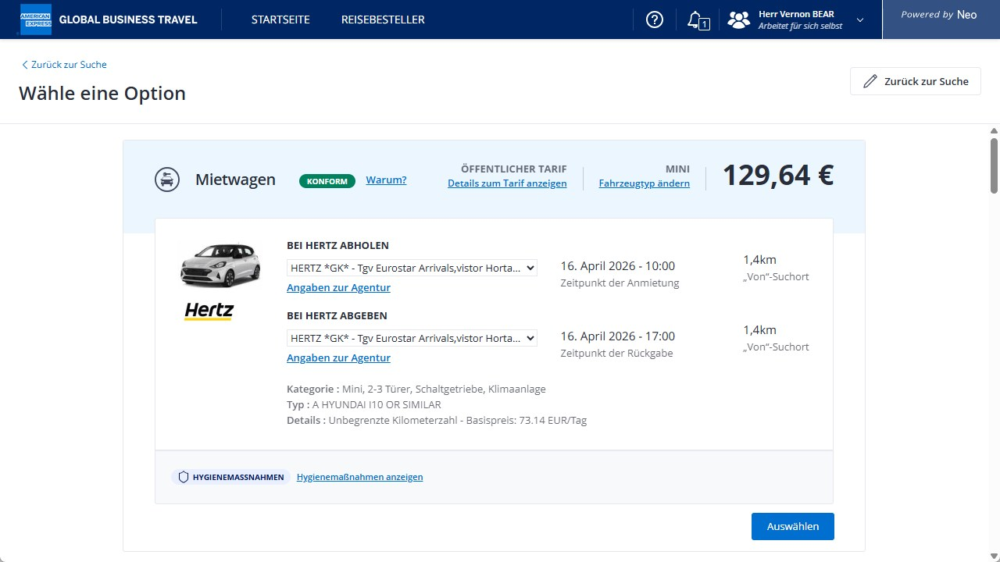 AMERICAN EXPRESS
GLOBAL BUSINESS TRAVEL
STARTSEITE
REISEBESTELLER
1
Herr Vernon BEAR
Arbeitet für sich selbst
Powered by Neo
Zurück zur Suche
Wähle eine Option
Zurück zur Suche
Mietwagen
KONFORM
Warum?
ÖFFENTLICHER TARIF
Details zum Tarif anzeigen
MINI
Fahrzeugtyp ändern
129,64 €
BEI HERTZ ABHOLEN
HERTZ *GK* - Tgv Eurostar Arrivals,vistor Horta...
Angaben zur Agentur
16. April 2026 - 10:00
Zeitpunkt der Anmietung
1,4km
„Von“-Suchort
Hertz
BEI HERTZ ABGEBEN
HERTZ *GK* - Tgv Eurostar Arrivals,vistor Horta...
Angaben zur Agentur
16. April 2026 - 17:00
Zeitpunkt der Rückgabe
1,4km
„Von“-Suchort
Kategorie : Mini, 2-3 Türer, Schaltgetriebe, Klimaanlage
Typ : A HYUNDAI I10 OR SIMILAR
Details : Unbegrenzte Kilometerzahl - Basispreis: 73.14 EUR/Tag
HYGIENEMASSNAHMEN
Hygienemaßnahmen anzeigen
Auswählen